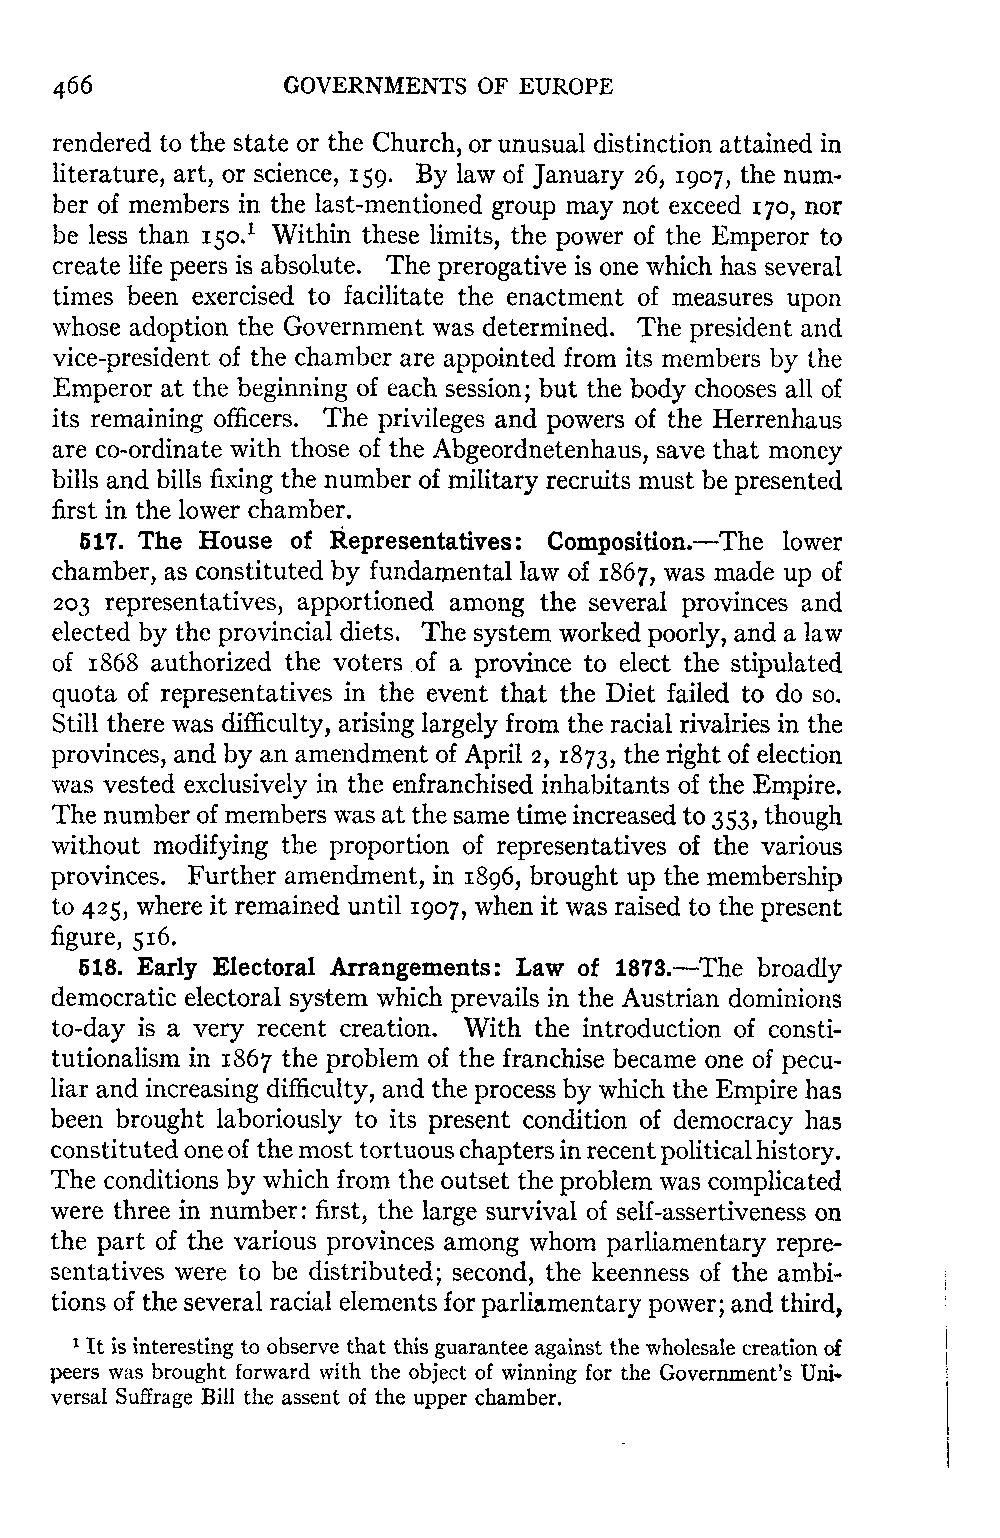 466 GOVERNMENTS OF EUROPE
rendered to the state or the Church, or unusual distinction attained in
literature, art, or science, 159. By law of January 26, 1907, the num-
ber of members in the last-mentioned group may not exceed 170, nor
be less than 150.¹ Within these limits, the power of the Emperor to
create life peers is absolute. The prerogative is one which has several
times been exercised to facilitate the enactment of measures upon
whose adoption the Government was determined. The president and
vice-president of the chamber are appointed from its members by the
Emperor at the beginning of each session; but the body chooses all of
its remaining officers. The privileges and powers of the Herrenhaus
are co-ordinate with those of the Abgeordnetenhaus, save that money
bills and bills fixing the number of military recruits must be presented
first in the lower chamber.
517. The House of Representatives: Composition.—The lower
chamber, as constituted by fundamental law of 1867, was made up of
203 representatives, apportioned among the several provinces and
elected by the provincial diets. The system worked poorly, and a law
of 1868 authorized the voters of a province to elect the stipulated
quota of representatives in the event that the Diet failed to do so.
Still there was difficulty, arising largely from the racial rivalries in the
provinces, and by an amendment of April 2, 1873, the right of election
was vested exclusively in the enfranchised inhabitants of the Empire.
The number of members was at the same time increased to 353, though
without modifying the proportion of representatives of the various
provinces. Further amendment, in 1896, brought up the membership
to 425, where it remained until 1907, when it was raised to the present
figure, 516.
518. Early Electoral Arrangements: Law of 1873.—The broadly
democratic electoral system which prevails in the Austrian dominions
to-day is a very recent creation. With the introduction of consti-
tutionalism in 1867 the problem of the franchise became one of pecu-
liar and increasing difficulty, and the process by which the Empire has
been brought laboriously to its present condition of democracy has
constituted one of the most tortuous chapters in recent political history.
The conditions by which from the outset the problem was complicated
were three in number: first, the large survival of self-assertiveness on
the part of the various provinces among whom parliamentary repre-
sentatives were to be distributed; second, the keenness of the ambi-
tions of the several racial elements for parliamentary power; and third,
¹ It is interesting to observe that this guarantee against the wholesale creation of
peers was brought forward with the object of winning for the Government's Uni-
versal Suffrage Bill the assent of the upper chamber.